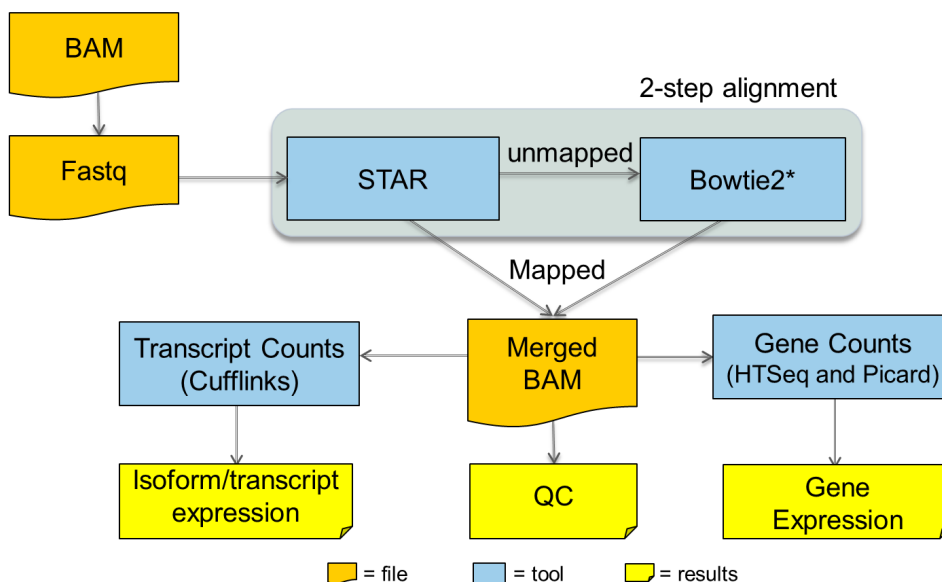 BAM
2-step alignment
Fastq
STAR
unmapped
Bowtie2*
Mapped
Transcript Counts
(Cufflinks)
Merged
BAM
Gene Counts
(HTSeq and Picard)
Isoform/transcript
expression
QC
Gene
Expression
= file
= tool
= results